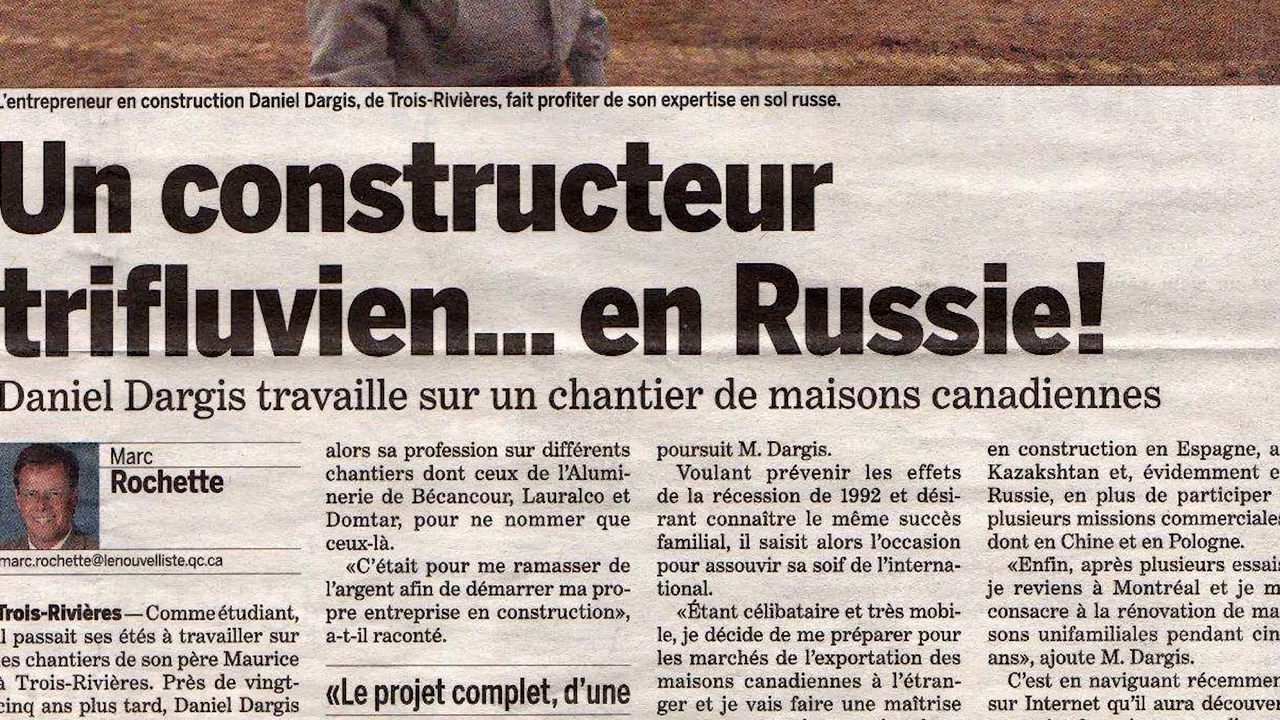 L'entrepreneur en construction Daniel Dargis, de Trois-Rivières, fait profiter de son expertise en sol russe.
Un constructeur
trifluvien... en Russie!
Daniel Dargis travaille sur un chantier de maisons canadiennes
Marc
Rochette
marc.rochette@lenouvelliste.qc.ca
Trois-Rivières — Comme étudiant,
il passait ses étés à travailler sur
les chantiers de son père Maurice
à Trois-Rivières. Près de vingt-
cinq ans plus tard, Daniel Dargis
alors sa profession sur différents
chantiers dont ceux de l'Alumi-
nerie de Bécancour, Lauralco et
Domtar, pour ne nommer que
ceux-là.
«C'était pour me ramasser de
l'argent afin de démarrer ma pro-
pre entreprise en construction»,
a-t-il raconté.
«Le projet complet, d'une
poursuit M. Dargis.
Voulant prévenir les effets
de la récession de 1992 et dési-
rant connaître le même succès
familial, il saisit alors l'occasion
pour assouvir sa soif de l'interna-
tional.
«Étant célibataire et très mobi-
le, je décide de me préparer pour
les marchés de l'exportation des
maisons canadiennes à l'étran-
ger et je vais faire une maîtrise
en construction en Espagne, a
Kazakshtan et, évidemment e
Russie, en plus de participer
plusieurs missions commerciale
dont en Chine et en Pologne.
«Enfin, après plusieurs essais
je reviens à Montréal et je m
consacre à la rénovation de ma
sons unifamiliales pendant cin
ans», ajoute M. Dargis.
C'est en naviguant récemmen
sur Internet qu'il aura découver